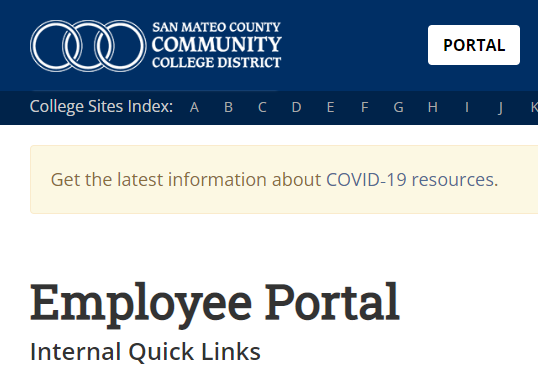 SAN MATEO COUNTY
COMMUNITY
COLLEGE DISTRICT
PORTAL
College Sites Index: A B C D E F G H I J K
Get the latest information about COVID-19 resources.
Employee Portal
Internal Quick Links